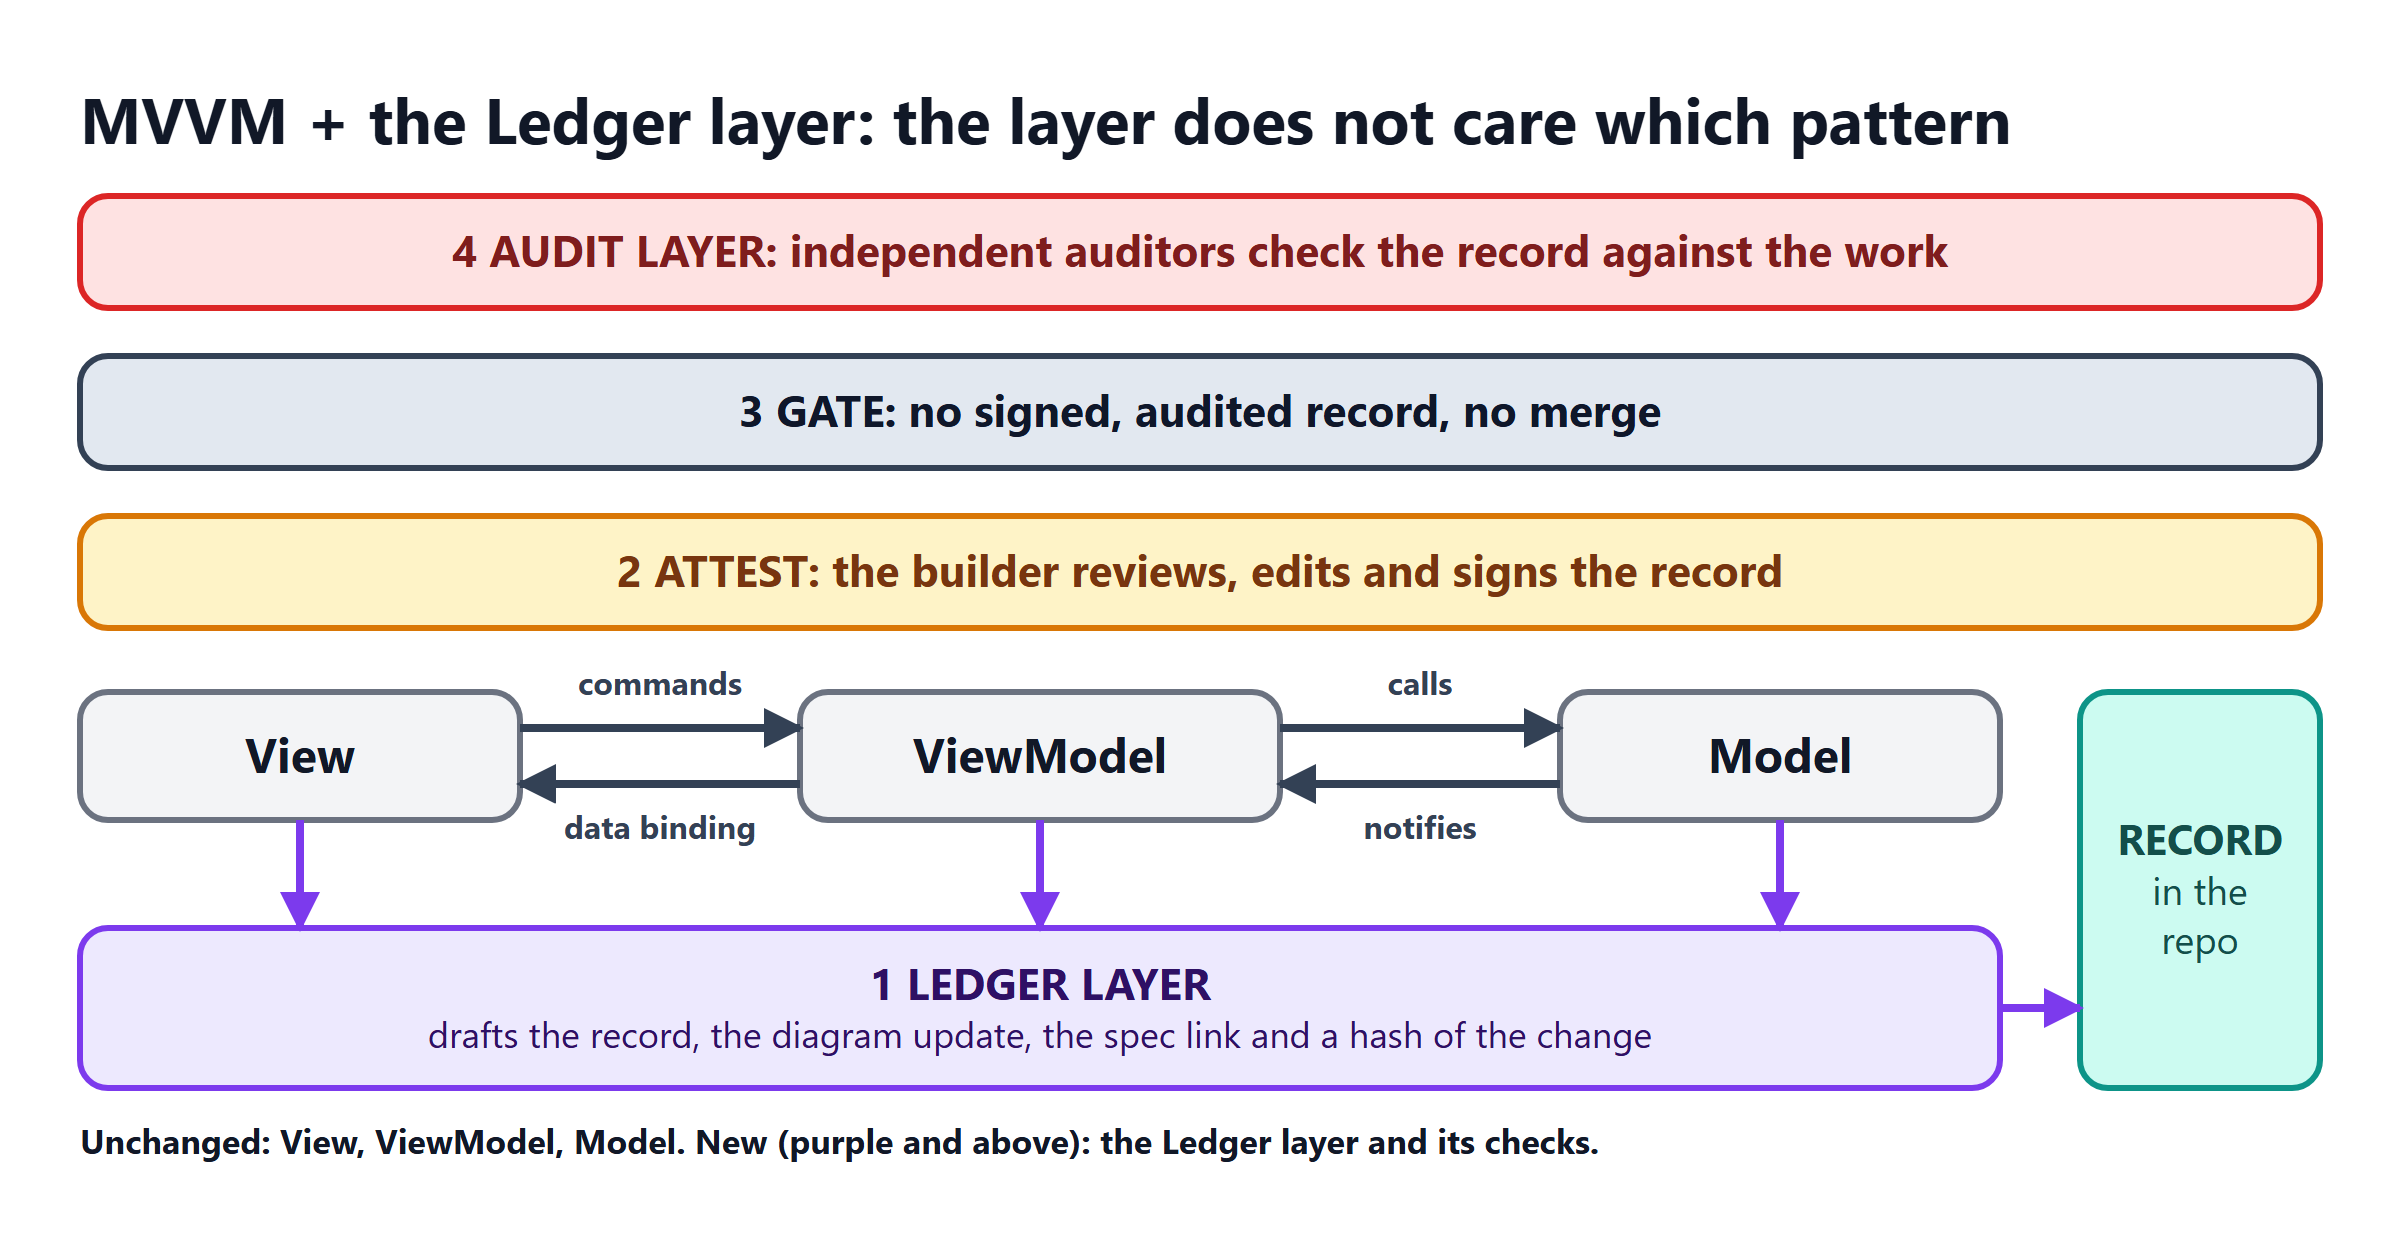 MVVM + the Ledger layer: the layer does not care which pattern
4 AUDIT LAYER: independent auditors check the record against the work
3 GATE: no signed, audited record, no merge
2 ATTEST: the builder reviews, edits and signs the record
commands
calls
View
ViewModel
Model
data binding
notifies
RECORD
in the
repo
1 LEDGER LAYER
drafts the record, the diagram update, the spec link and a hash of the change
Unchanged: View, ViewModel, Model. New (purple and above): the Ledger layer and its checks.